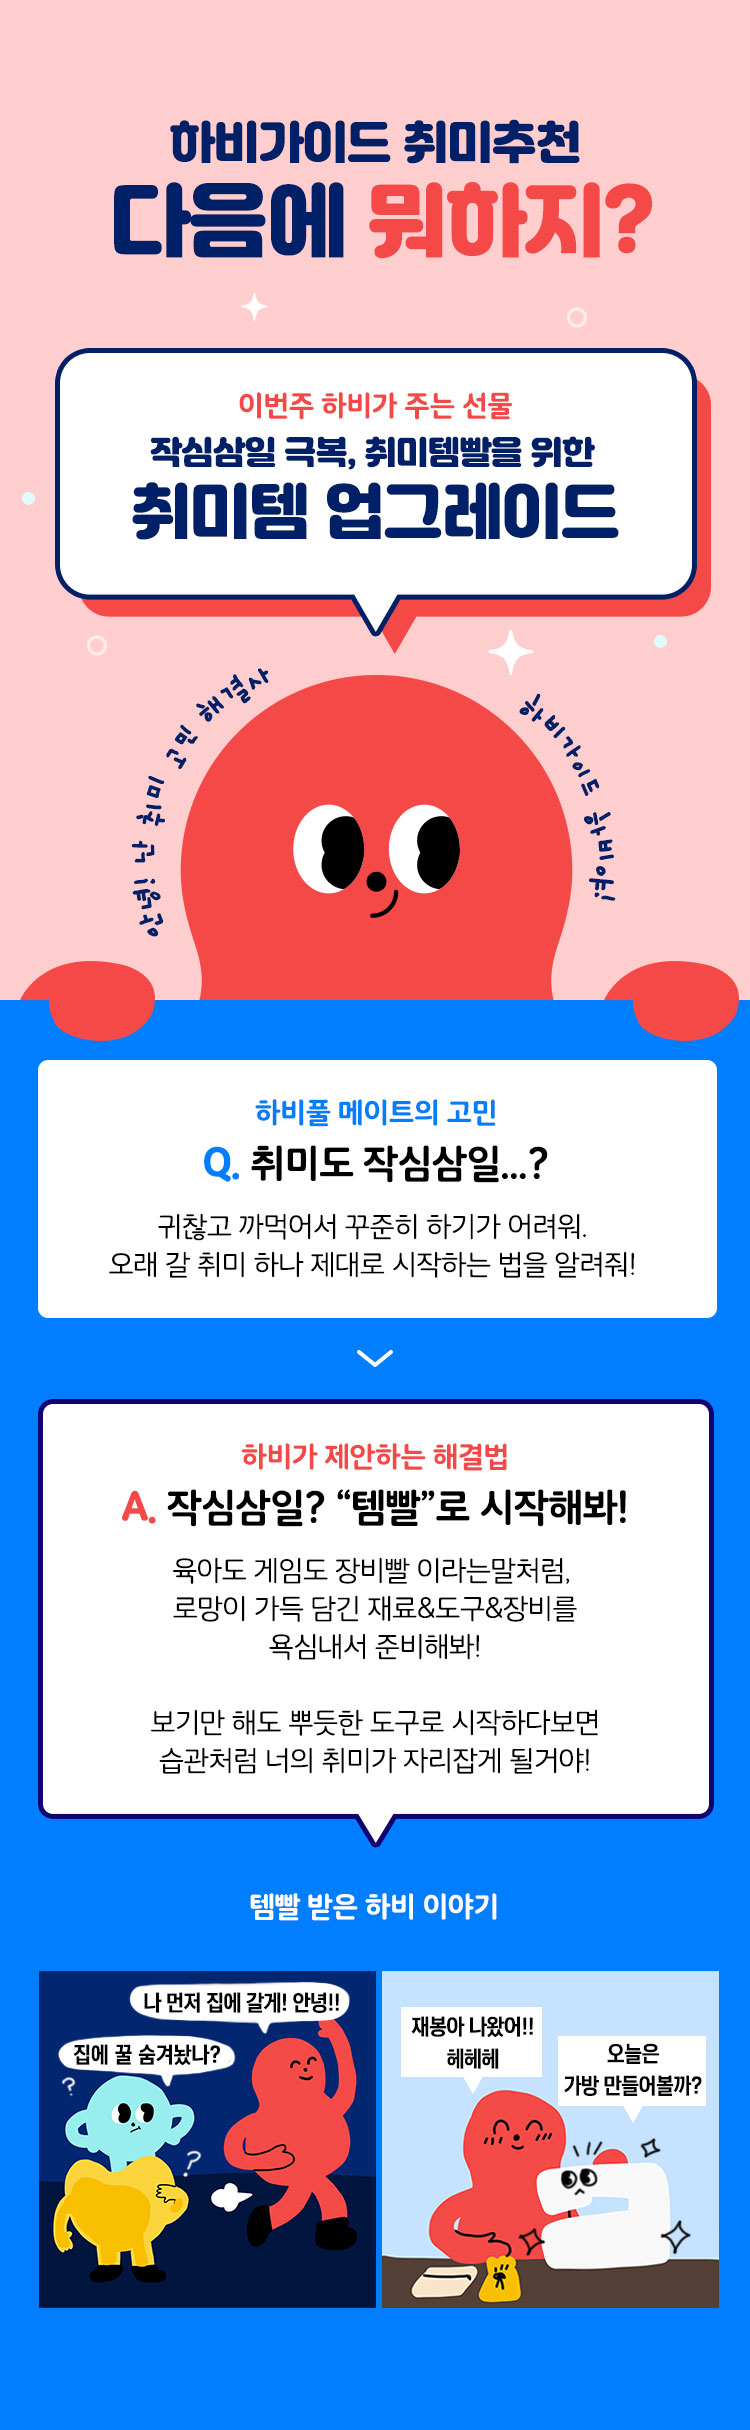 하비가이드 취미추천
다음에 뭐하지?
이번주 하비가 주는 선물
작심삼일 극복, 취미템빨을 위한
취미템 업그레이드
안녕! 난 취미 고민 해결사
하비가이드 하비야!
하비풀 메이트의 고민
Q. 취미도 작심삼일...?
귀찮고 까먹어서 꾸준히 하기가 어려워.
오래 갈 취미 하나 제대로 시작하는 법을 알려줘!
하비가 제안하는 해결법
A. 작심삼일? “템빨”로 시작해봐!
육아도 게임도 장비빨 이라는말처럼,
로망이 가득 담긴 재료&도구&장비를
욕심내서 준비해봐!
보기만 해도 뿌듯한 도구로 시작하다보면
습관처럼 너의 취미가 자리잡게 될거야!
템빨 받은 하비 이야기
나 먼저 집에 갈게! 안녕!!
집에 꿀 숨겨놨나?
?
?
재봉아 나왔어!!
헤헤헤
오늘은
가방 만들어볼까?